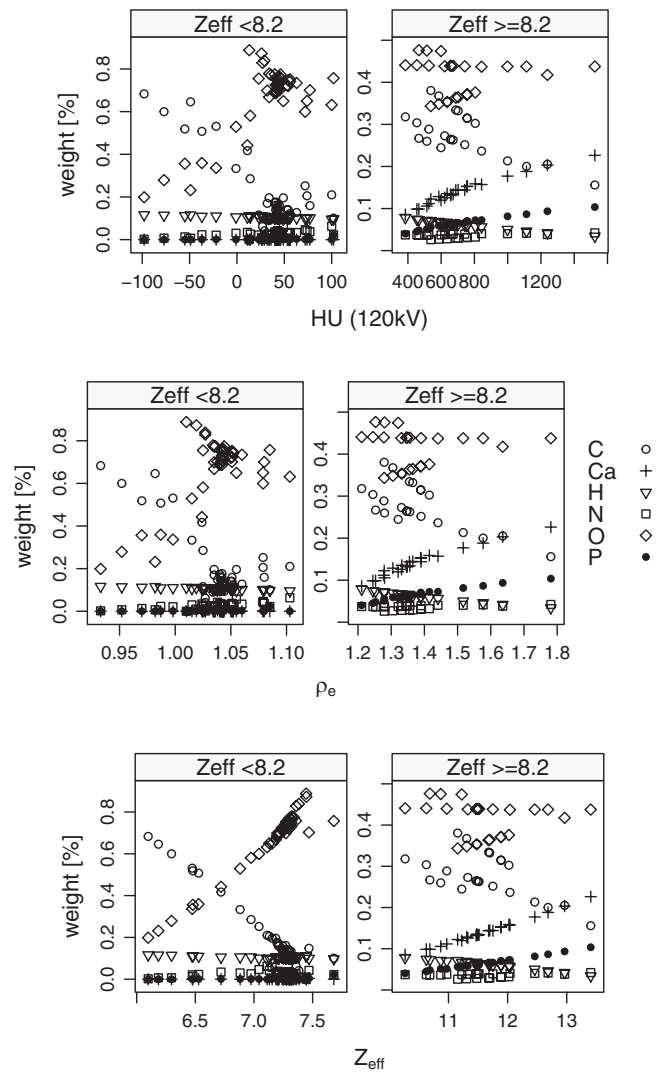 Zeff <8.2
Zeff >=8.2
weight [%]
0.0 0.2 0.4 0.6 0.8
0.1 0.2 0.3 0.4
−100 −50 0 50 100
400 600 800 1200
HU (120kV)
Zeff <8.2
Zeff >=8.2
weight [%]
0.0 0.2 0.4 0.6 0.8
0.1 0.2 0.3 0.4
0.95 1.00 1.05 1.10
1.2 1.3 1.4 1.5 1.6 1.7 1.8
ρe
C
Ca
H
N
O
P
Zeff <8.2
Zeff >=8.2
weight [%]
0.0 0.2 0.4 0.6 0.8
0.1 0.2 0.3 0.4
6.5 7.0 7.5
11 12 13
Zeff